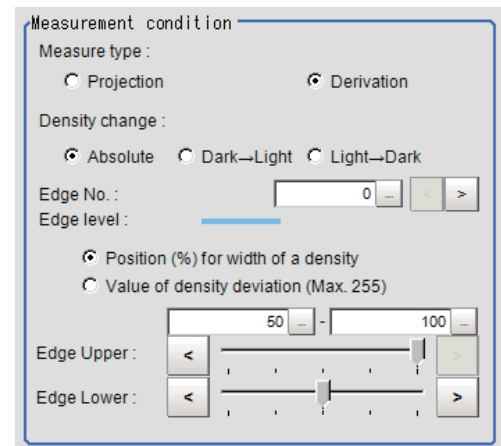 Measurement condition
Measure type :
Projection Derivation
Density change :
Absolute Dark→Light Light→Dark
Edge No. : 0 ... < >
Edge level :
Position (%) for width of a density
Value of density deviation (Max. 255)
50 ... - 100 ...
Edge Upper : < >
Edge Lower : < >